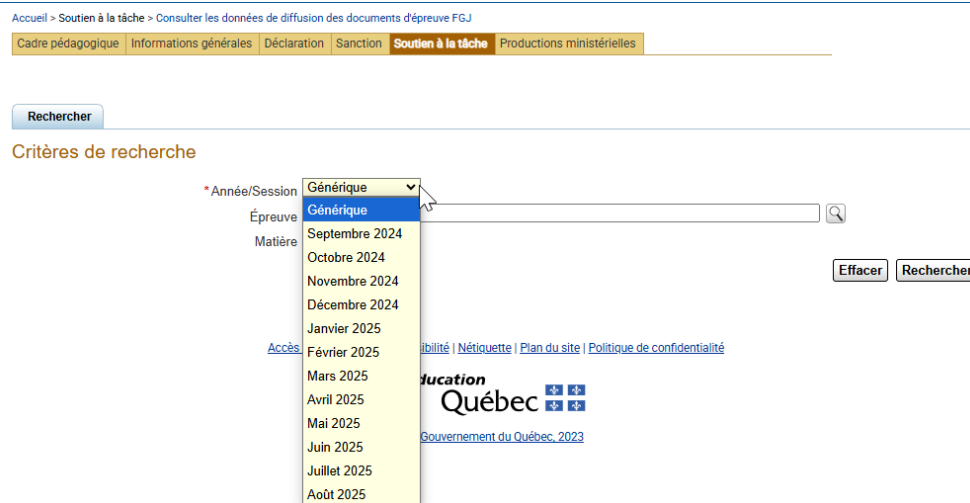 Accueil > Soutien à la tâche > Consulter les données de diffusion des documents d'épreuve FGJ
Cadre pédagogique Informations générales Déclaration Sanction Soutien à la tâche Productions ministérielles
Rechercher
Critères de recherche
*Année/Session Générique
Épreuve
Matière
Générique
Septembre 2024
Octobre 2024
Novembre 2024
Décembre 2024
Janvier 2025
Février 2025
Mars 2025
Avril 2025
Mai 2025
Juin 2025
Juillet 2025
Août 2025
Effacer Rechercher
Accès | Nétiquette | Plan du site | Politique de confidentialité
Québec
Gouvernement du Québec, 2023